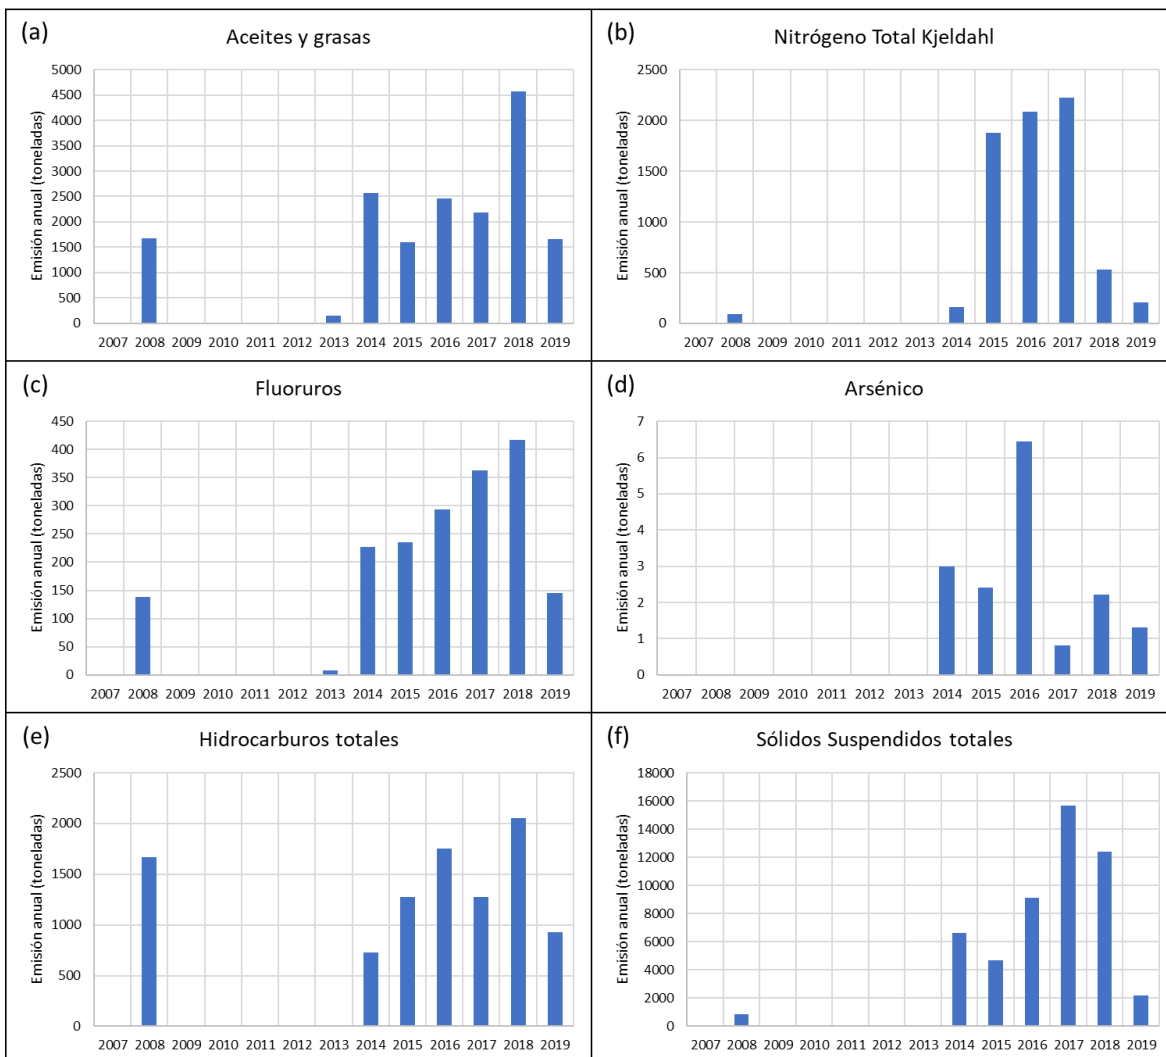 (a)
Aceites y grasas
Emisión anual (toneladas)
5000
4500
4000
3500
3000
2500
2000
1500
1000
500
0
2007 2008 2009 2010 2011 2012 2013 2014 2015 2016 2017 2018 2019
(b)
Nitrógeno Total Kjeldahl
Emisión anual (toneladas)
2500
2000
1500
1000
500
0
2007 2008 2009 2010 2011 2012 2013 2014 2015 2016 2017 2018 2019
(c)
Fluoruros
Emisión anual (toneladas)
450
400
350
300
250
200
150
100
50
0
2007 2008 2009 2010 2011 2012 2013 2014 2015 2016 2017 2018 2019
(d)
Arsénico
Emisión anual (toneladas)
7
6
5
4
3
2
1
0
2007 2008 2009 2010 2011 2012 2013 2014 2015 2016 2017 2018 2019
(e)
Hidrocarburos totales
Emisión anual (toneladas)
2500
2000
1500
1000
500
0
2007 2008 2009 2010 2011 2012 2013 2014 2015 2016 2017 2018 2019
(f)
Sólidos Suspendidos totales
Emisión anual (toneladas)
18000
16000
14000
12000
10000
8000
6000
4000
2000
0
2007 2008 2009 2010 2011 2012 2013 2014 2015 2016 2017 2018 2019